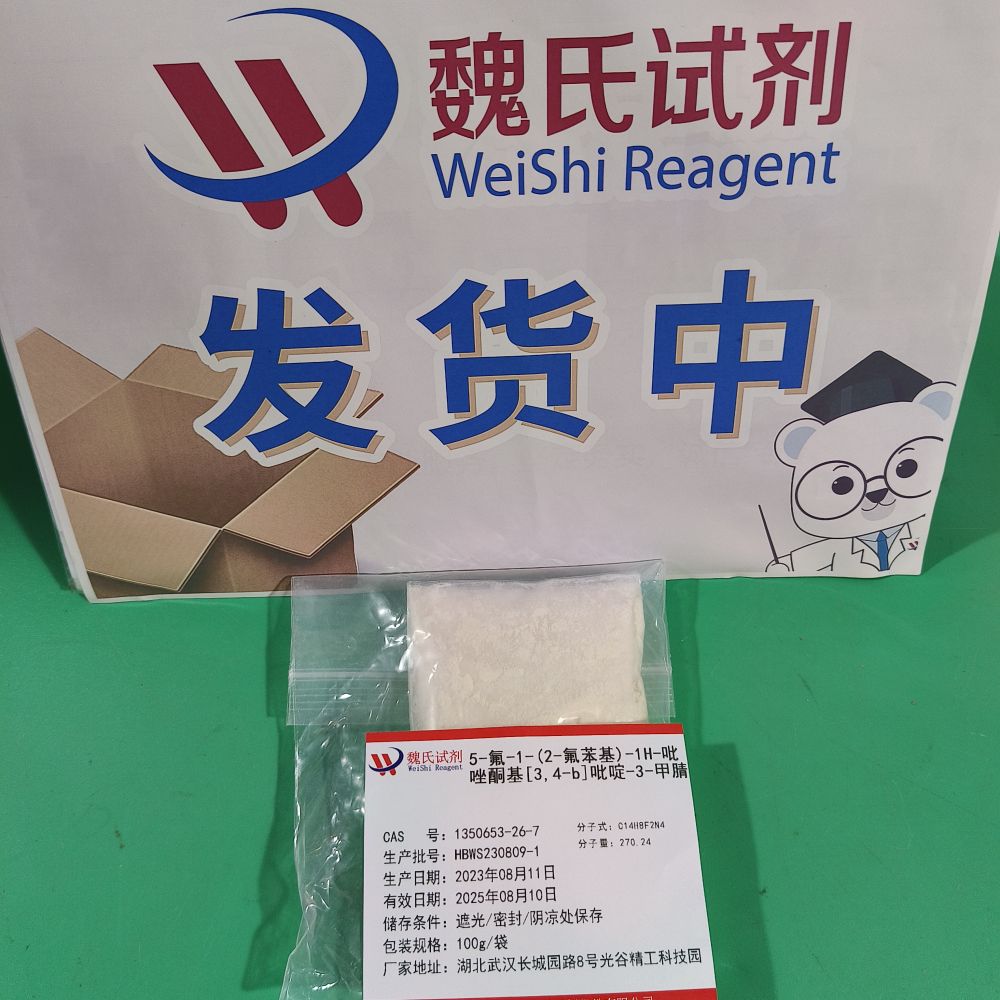 魏氏试剂
WeiShi Reagent
发货中
魏氏试剂
WeiShi Reagent
5-氟-1-(2-氟苯基)-1H-吡
唑酮基[3,4-b]吡啶-3-甲腈
CAS 号：1350653-26-7
分子式：C14H8F2N4
生产批号：HBWS230809-1
分子量：270.24
生产日期：2023年08月11日
有效日期：2025年08月10日
储存条件：遮光/密封/阴凉处保存
包装规格：100g/袋
厂家地址：湖北武汉长城园路8号光谷精工科技园